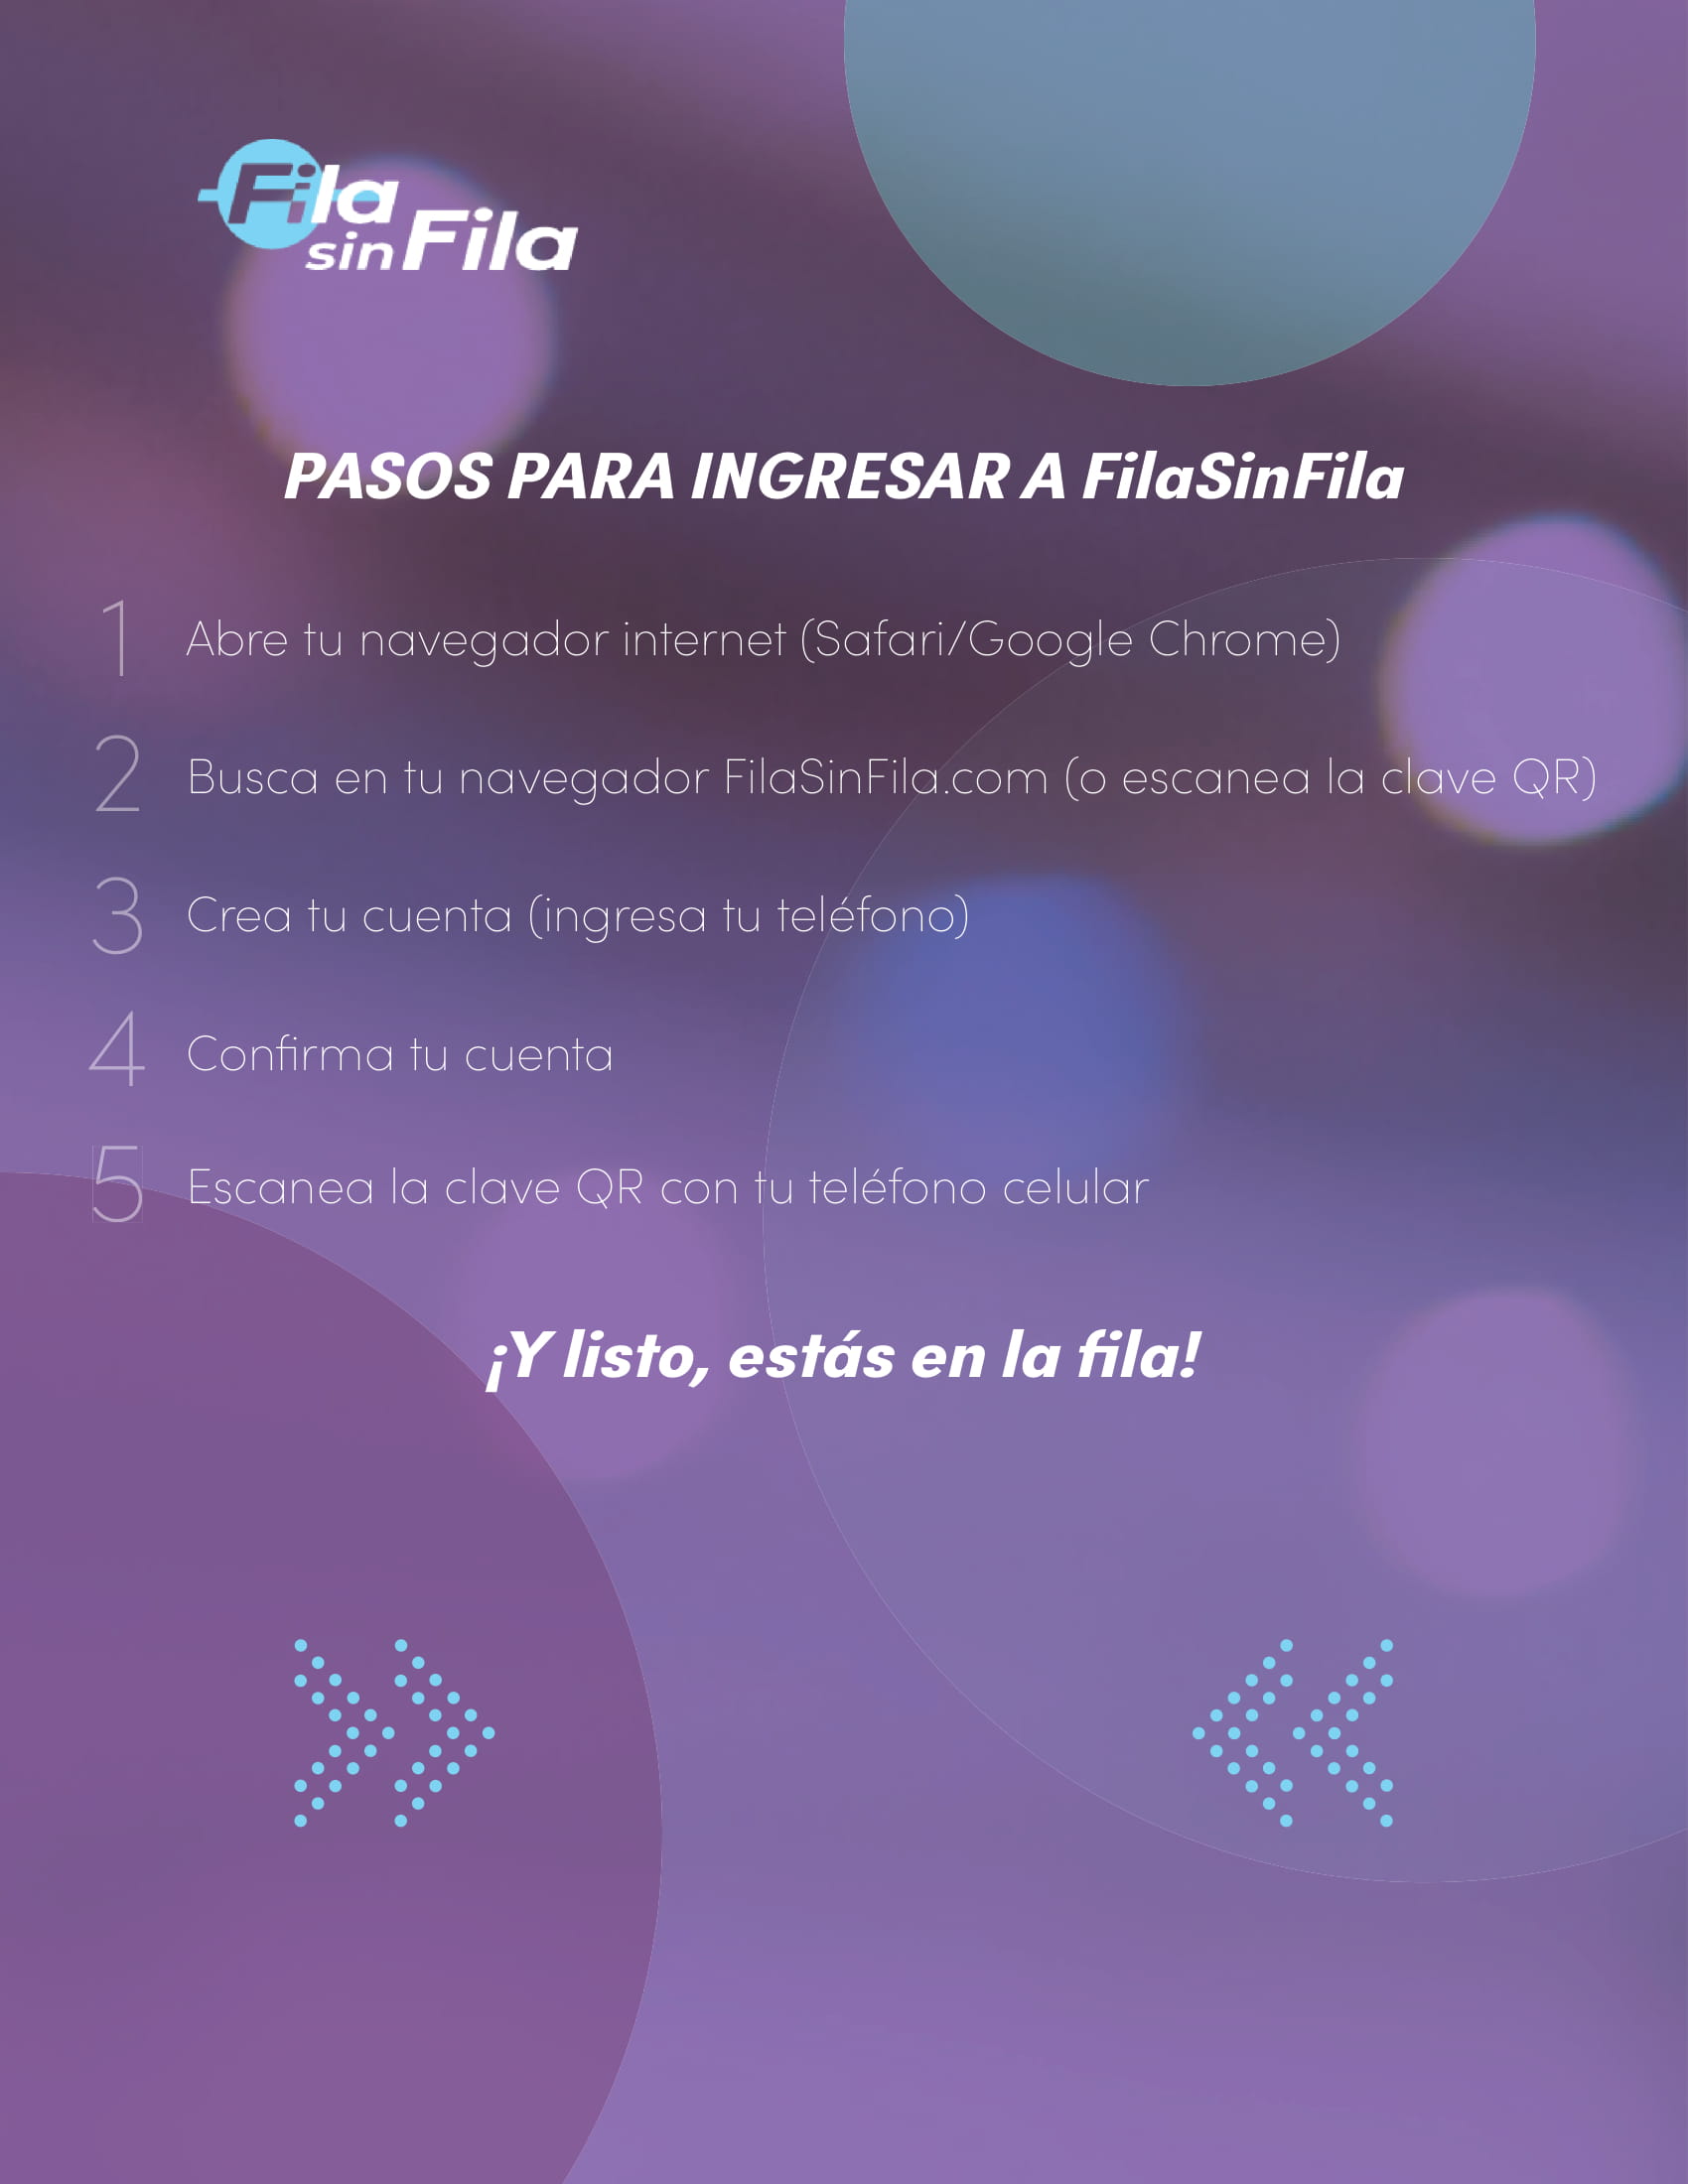 Fila
sin Fila
PASOS PARA INGRESAR A FilaSinFila
1 Abre tu navegador internet (Safari/Google Chrome)
2 Busca en tu navegador FilaSinFila.com (o escanea la clave QR)
3 Crea tu cuenta (ingresa tu teléfono)
4 Confirma tu cuenta
5 Escanea la clave QR con tu teléfono celular
¡Y listo, estás en la fila!